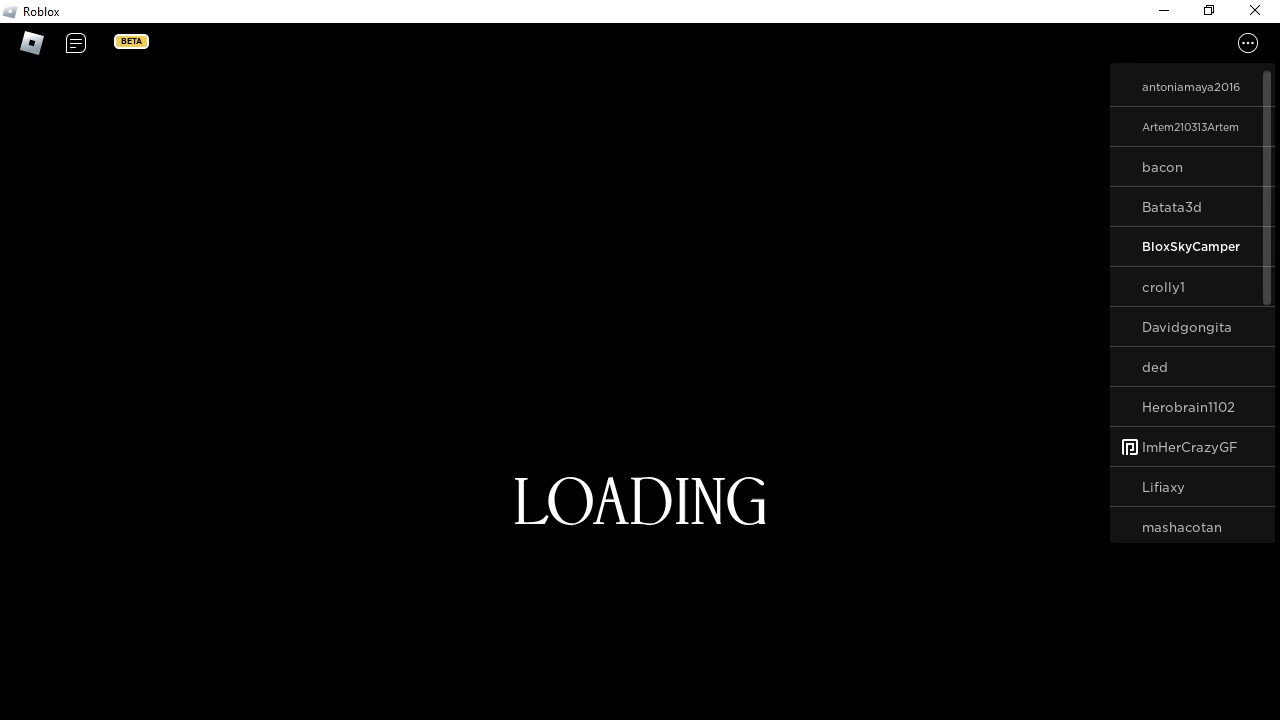 Roblox
BETA
antoniamaya2016
Artem210313Artem
bacon
Batata3d
BloxSkyCamper
crolly1
Davidgongita
ded
Herobrain1102
ImHerCrazyGF
Lifiaxy
mashacotan
LOADING